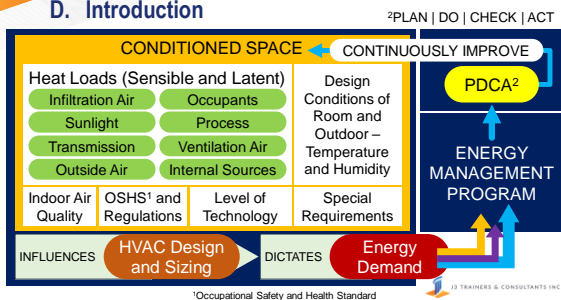 D. Introduction
²PLAN | DO | CHECK | ACT
CONDITIONED SPACE
CONTINUOUSLY IMPROVE
Heat Loads (Sensible and Latent)
Infiltration Air
Occupants
Sunlight
Process
Transmission
Ventilation Air
Outside Air
Internal Sources
Design
Conditions of
Room and
Outdoor –
Temperature
and Humidity
PDCA²
ENERGY
MANAGEMENT
PROGRAM
Indoor Air
Quality
OSHS¹ and
Regulations
Level of
Technology
Special
Requirements
INFLUENCES
HVAC Design
and Sizing
DICTATES
Energy
Demand
J3 TRAINERS & CONSULTANTS INC
¹Occupational Safety and Health Standard